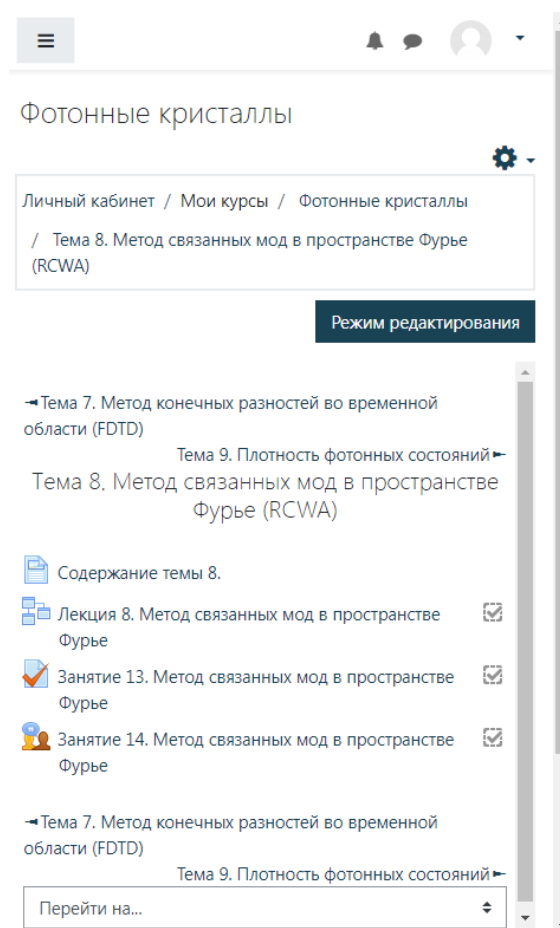 Фотонные кристаллы
Личный кабинет / Мои курсы / Фотонные кристаллы
/ Тема 8. Метод связанных мод в пространстве Фурье
(RCWA)
Режим редактирования
Тема 7. Метод конечных разностей во временной
области (FDTD)
Тема 9. Плотность фотонных состояний
Тема 8. Метод связанных мод в пространстве
Фурье (RCWA)
Содержание темы 8.
Лекция 8. Метод связанных мод в пространстве
Фурье
Занятие 13. Метод связанных мод в пространстве
Фурье
Занятие 14. Метод связанных мод в пространстве
Фурье
Тема 7. Метод конечных разностей во временной
области (FDTD)
Тема 9. Плотность фотонных состояний
Перейти на...